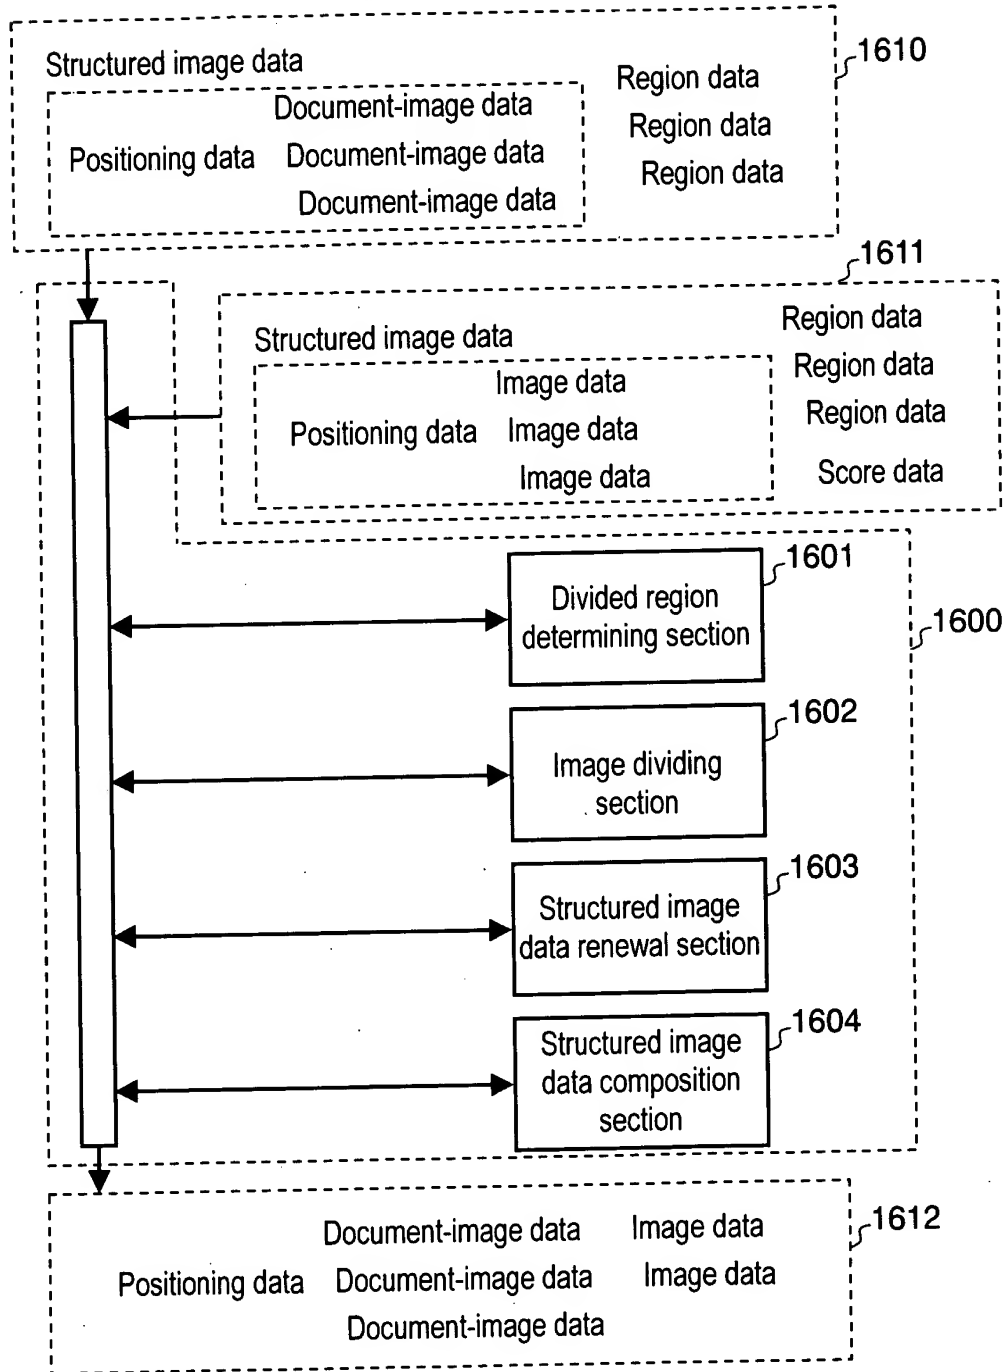 1610
Structured image data
Region data
Document-image data
Region data
Positioning data Document-image data
Region data
Document-image data
1611
Region data
Structured image data
Region data
Image data
Region data
Positioning data Image data
Score data
Image data
1601
Divided region
determining section
1600
1602
Image dividing
section
1603
Structured image
data renewal section
1604
Structured image
data composition
section
1612
Document-image data Image data
Positioning data Document-image data Image data
Document-image data